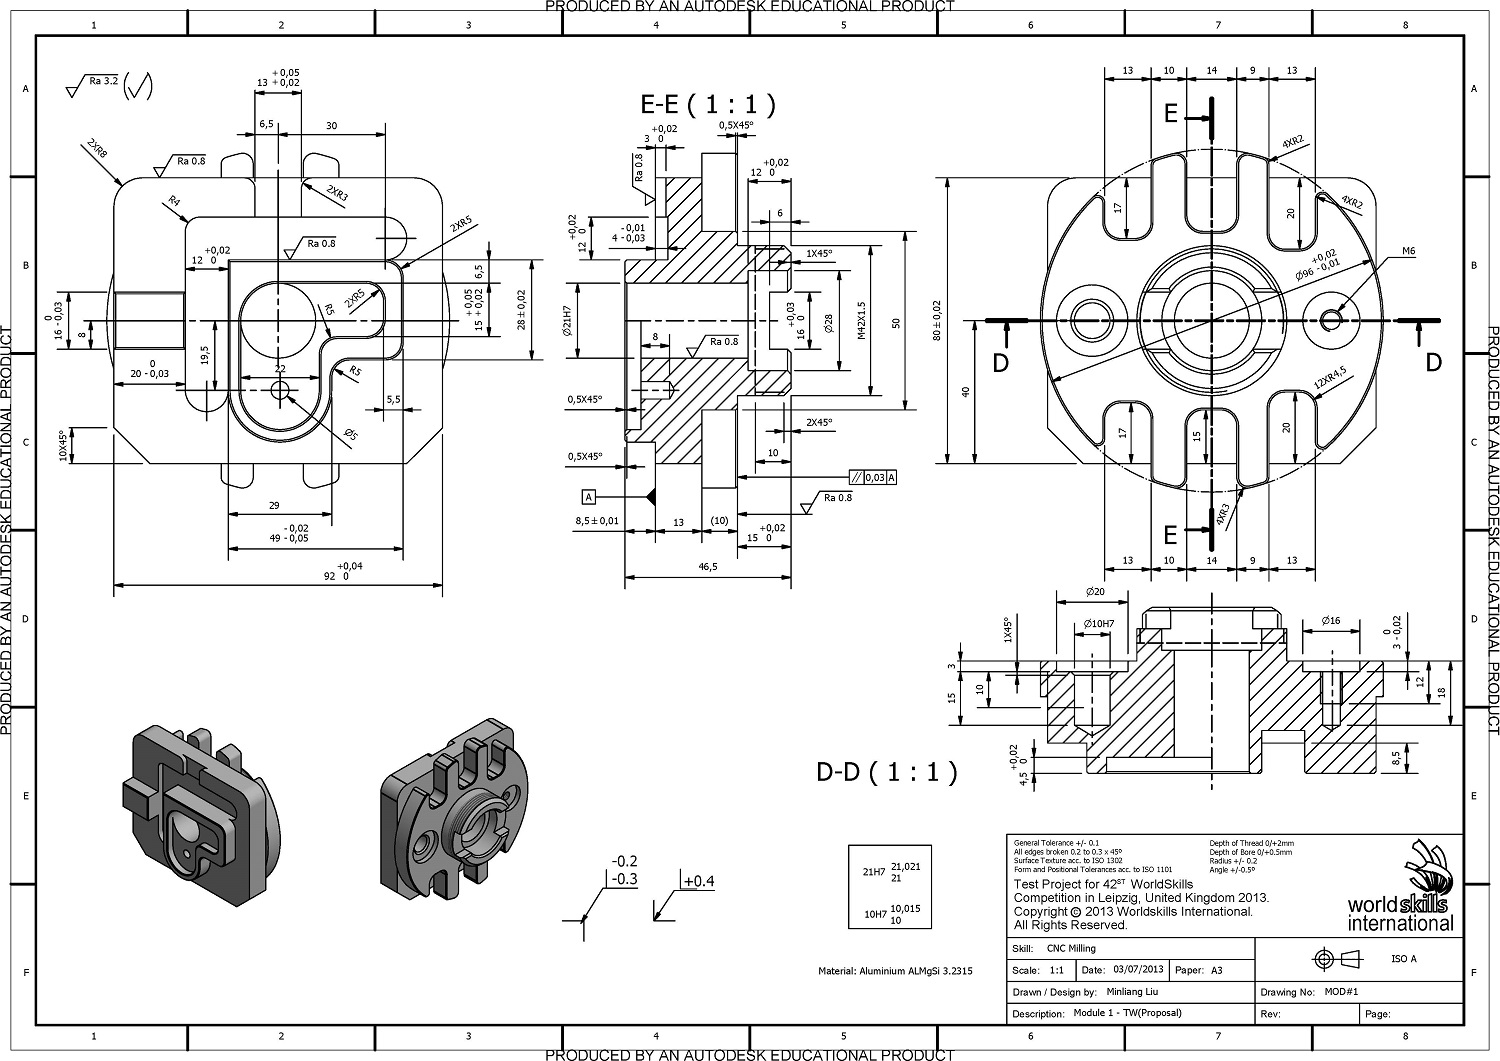 PRODUCED BY AN AUTODESK EDUCATIONAL PRODUCT
1 2 3 4 5 6 7 8
A
B
C
D
E
F
PRODUCED BY AN AUTODESK EDUCATIONAL PRODUCT
Ra 3.2
13 +0,05 +0,02
6,5
30
2XR8
Ra 0.8
2XR3
R4
2XR5
12 +0,02 0
Ra 0.8
6,5
15 +0,05 +0,02
28 ±0,02
16 0 -0,03
8
20 0 -0,03
19,5
R5
2XR5
22
R5
5,5
Ø5
10X45°
29
49 -0,02 -0,05
92 +0,04 0
E-E ( 1 : 1 )
3 +0,02 0
0,5X45°
Ra 0.8
12 +0,02 0
6
12 +0,02 0
4 -0,01 -0,03
1X45°
Ø21H7
8
Ra 0.8
16 +0,03 0
Ø28
M42X1.5
50
0,5X45°
2X45°
0,5X45°
10
// 0,03 A
A
Ra 0.8
8,5±0,01
13
(10)
15 +0,02 0
46,5
13 10 14 9 13
E
4XR2
4XR2
17
20
M6
Ø96 +0,02 -0,01
80±0,02
D
D
40
12XR4,5
17
15
20
4XR3
E
13 10 14 9 13
Ø20
Ø10H7
1X45°
Ø16
3 0 -0,02
3
15
10
12
18
4,5 +0,02 0
8,5
D-D ( 1 : 1 )
-0.2
-0.3
+0.4
21H7 21,021
21
10H7 10,015
10
Material: Aluminium ALMgSi 3.2315
General Tolerance +/- 0.1
All edges broken 0.2 to 0.3 x 45º
Surface Texture acc. to ISO 1302
Form and Positional Tolerances acc. to ISO 1101
Depth of Thread 0/+2mm
Depth of Bore 0/+0.5mm
Radius +/- 0.2
Angle +/-0.5º
Test Project for 42ST WorldSkills
Competition in Leipzig, United Kingdom 2013.
Copyright © 2013 Worldskills International.
All Rights Reserved.
worldskills
international
Skill: CNC Milling
Scale: 1:1 Date: 03/07/2013 Paper: A3
ISO A
Drawn / Design by: Minliang Liu
Drawing No: MOD#1
Description: Module 1 - TW(Proposal)
Rev: Page:
A
B
C
D
E
F
PRODUCED BY AN AUTODESK EDUCATIONAL PRODUCT
1 2 3 4 5 6 7 8
PRODUCED BY AN AUTODESK EDUCATIONAL PRODUCT